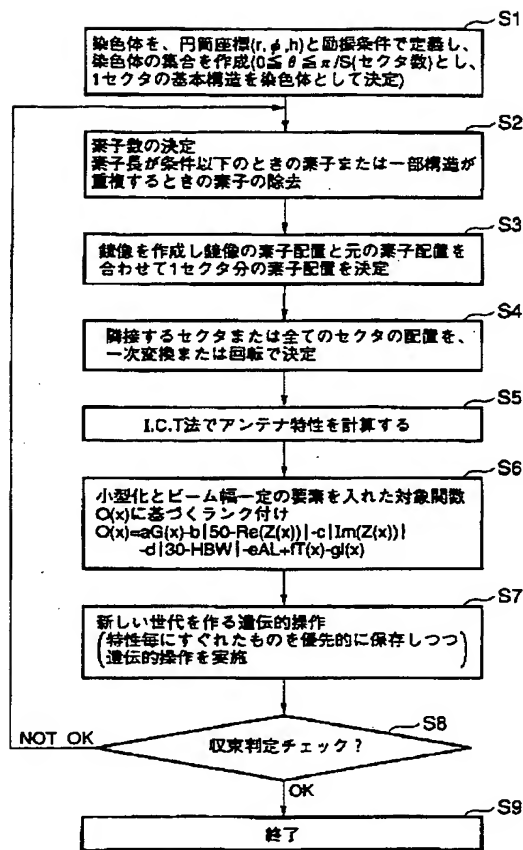 S1
染色体を、円筒座標(r,φ,h)と励振条件で定義し、
染色体の集合を作成(0≦θ≦π/S{セクタ数}とし、
1セクタの基本構造を染色体として決定)
S2
素子数の決定
素子長が条件以下のときの素子または一部構造が
重複するときの素子の除去
S3
鏡像を作成し鏡像の素子配置と元の素子配置を
合わせて1セクタ分の素子配置を決定
S4
隣接するセクタまたは全てのセクタの配置を、
一次変換または回転で決定
S5
I.C.T法でアンテナ特性を計算する
S6
小型化とビーム幅一定の要素を入れた対象関数
O(x)に基づくランク付け
O(x)=aG(x)-b|50-Re(Z(x))|-c|Im(Z(x))|
-d|30-HBW|-eAL+fT(x)-gI(x)
S7
新しい世代を作る遺伝的操作
(特性毎にすぐれたものを優先的に保存しつつ
遺伝的操作を実施)
S8
NOT OK
収束判定チェック?
OK
S9
終了